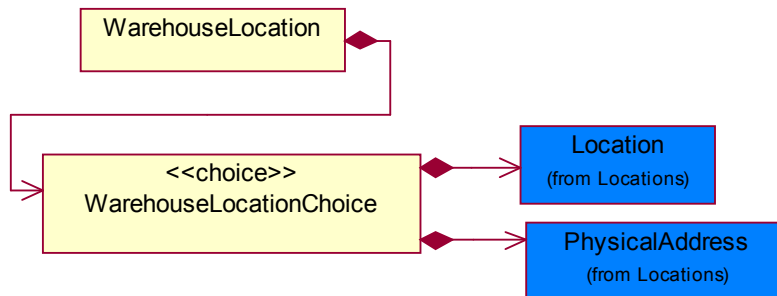 WarehouseLocation
<<choice>>
WarehouseLocationChoice
Location
(from Locations)
PhysicalAddress
(from Locations)